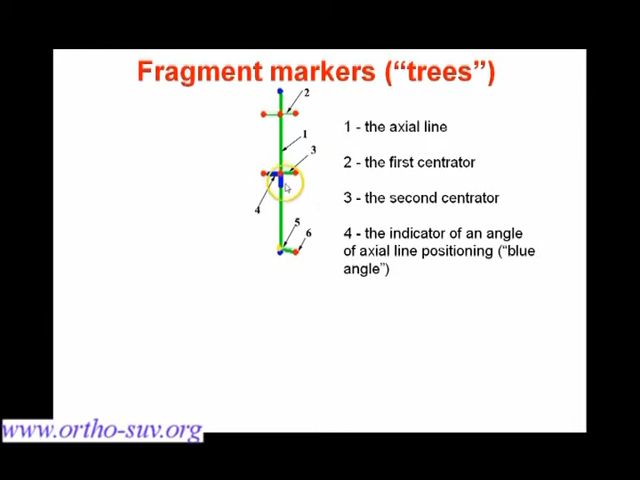 Fragment markers (“trees”)
2
1
3
4
5
6
1 - the axial line
2 - the first centrator
3 - the second centrator
4 - the indicator of an angle
of axial line positioning (“blue
angle”)
www.ortho-suv.org